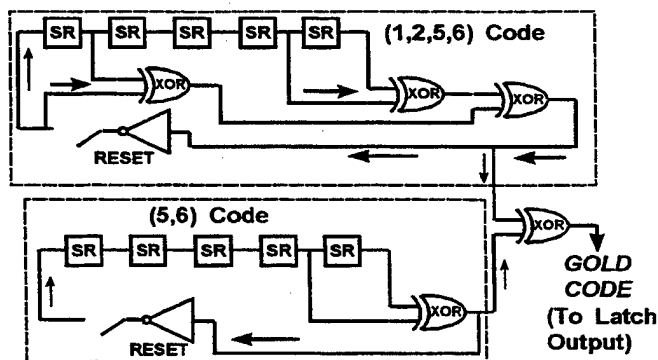 SR SR SR SR SR (1,2,5,6) Code
XOR XOR XOR
RESET
(5,6) Code
SR SR SR SR SR
XOR
XOR
RESET
GOLD
CODE
(To Latch
Output)